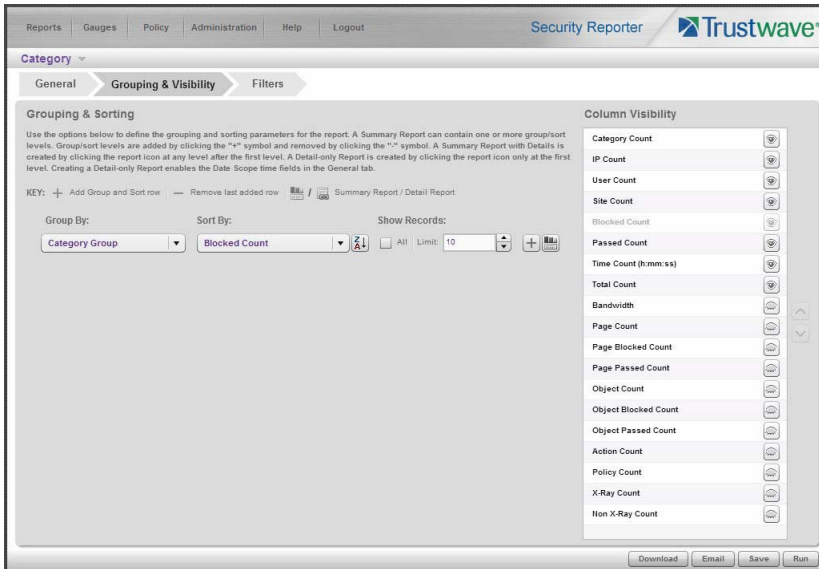 Reports Gauges Policy Administration Help Logout
Security Reporter Trustwave®
Category
General Grouping & Visibility Filters
Grouping & Sorting
Use the options below to define the grouping and sorting parameters for the report. A Summary Report can contain one or more group/sort
levels. Group/sort levels are added by clicking the "+" symbol and removed by clicking the "-" symbol. A Summary Report with Details is
created by clicking the report icon at any level after the first level. A Detail-only Report is created by clicking the report icon only at the first
level. Creating a Detail-only Report enables the Date Scope time fields in the General tab.
KEY: + Add Group and Sort row — Remove last added row / Summary Report / Detail Report
Group By: Sort By: Show Records:
Category Group Blocked Count Z A All Limit: 10 +
Column Visibility
Category Count
IP Count
User Count
Site Count
Blocked Count
Passed Count
Time Count (h:mm:ss)
Total Count
Bandwidth
Page Count
Page Blocked Count
Page Passed Count
Object Count
Object Blocked Count
Object Passed Count
Action Count
Policy Count
X-Ray Count
Non X-Ray Count
Download Email Save Run